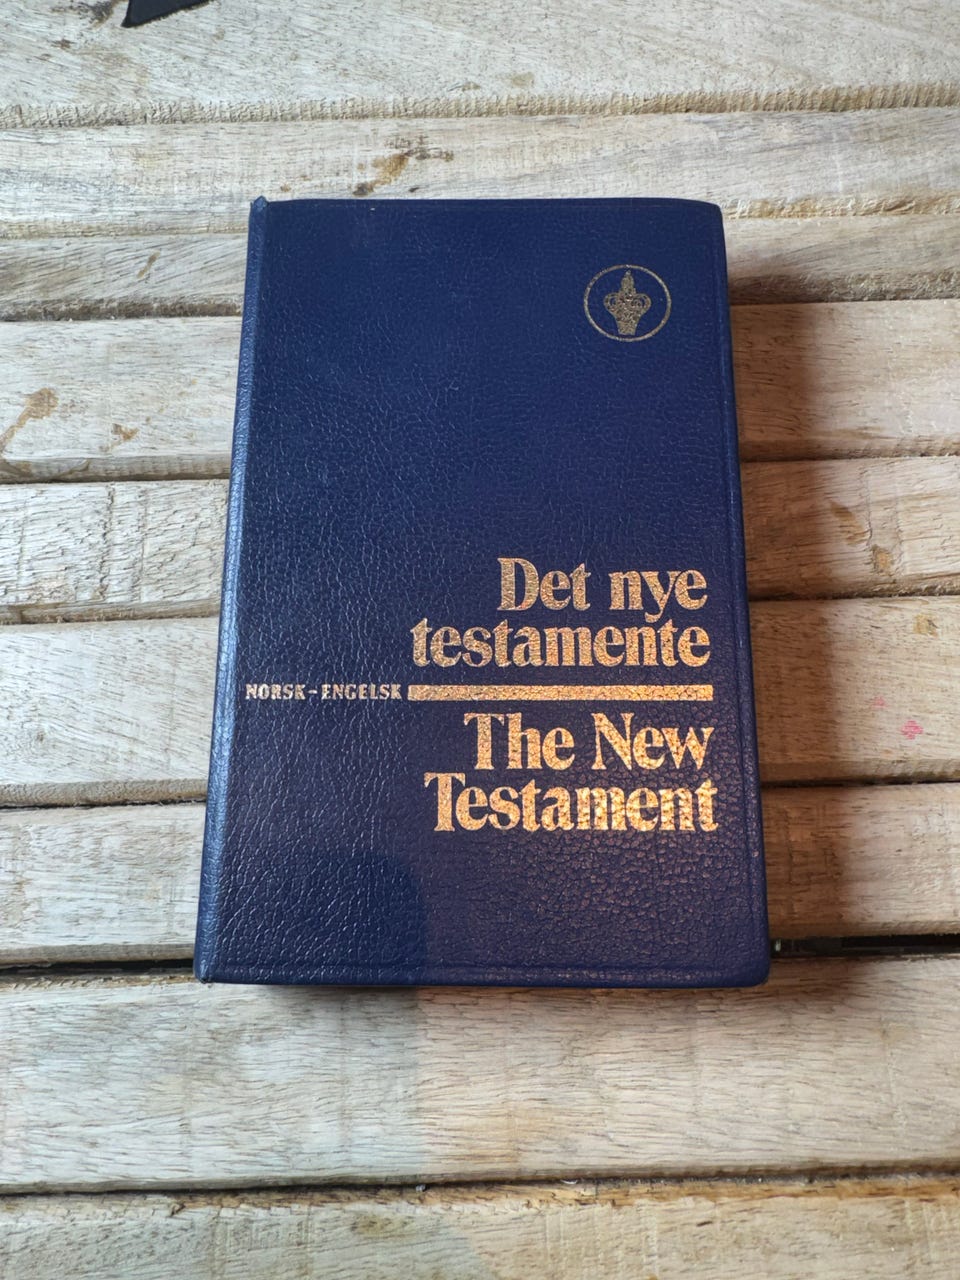 Det nye
testamente
NORSK-ENGELSK
The New
Testament